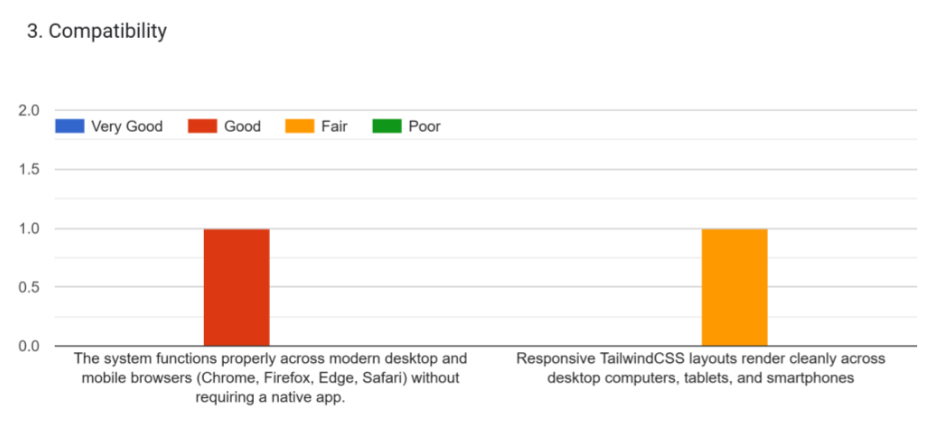 3. Compatibility
2.0
Very Good Good Fair Poor
1.5
1.0
0.5
0.0
The system functions properly across modern desktop and
mobile browsers (Chrome, Firefox, Edge, Safari) without
requiring a native app.
Responsive TailwindCSS layouts render cleanly across
desktop computers, tablets, and smartphones